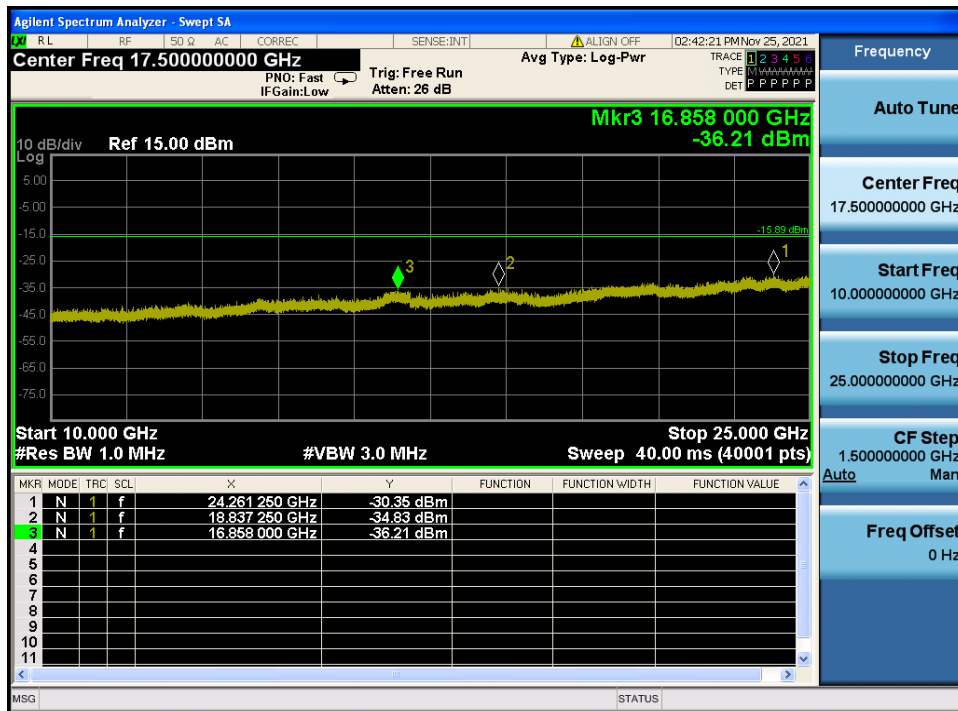 Agilent Spectrum Analyzer - Swept SA
LXI RL RF 50 Ω AC CORREC SENSE:INT ALIGN OFF 02:42:21 PM Nov 25, 2021
Center Freq 17.500000000 GHz
PNO: Fast
IFGain:Low
Trig: Free Run
Atten: 26 dB
Avg Type: Log-Pwr
TRACE 1 2 3 4 5 6
TYPE M W W W W W
DET P P P P P P
Mkr3 16.858 000 GHz
-36.21 dBm
10 dB/div
Log
Ref 15.00 dBm
5.00
-5.00
-15.0
-25.0
-35.0
-45.0
-55.0
-65.0
-75.0
-15.89 dBm
3
2
1
Start 10.000 GHz
Stop 25.000 GHz
#Res BW 1.0 MHz
#VBW 3.0 MHz
Sweep 40.00 ms (40001 pts)
MKR MODE TRC SCL X Y FUNCTION FUNCTION WIDTH FUNCTION VALUE
1 N 1 f 24.261 250 GHz -30.35 dBm
2 N 1 f 18.837 250 GHz -34.83 dBm
3 N 1 f 16.858 000 GHz -36.21 dBm
4
5
6
7
8
9
10
11
MSG
STATUS
Frequency
Auto Tune
Center Freq
17.500000000 GHz
Start Freq
10.000000000 GHz
Stop Freq
25.000000000 GHz
CF Step
1.500000000 GHz
Auto Man
Freq Offset
0 Hz